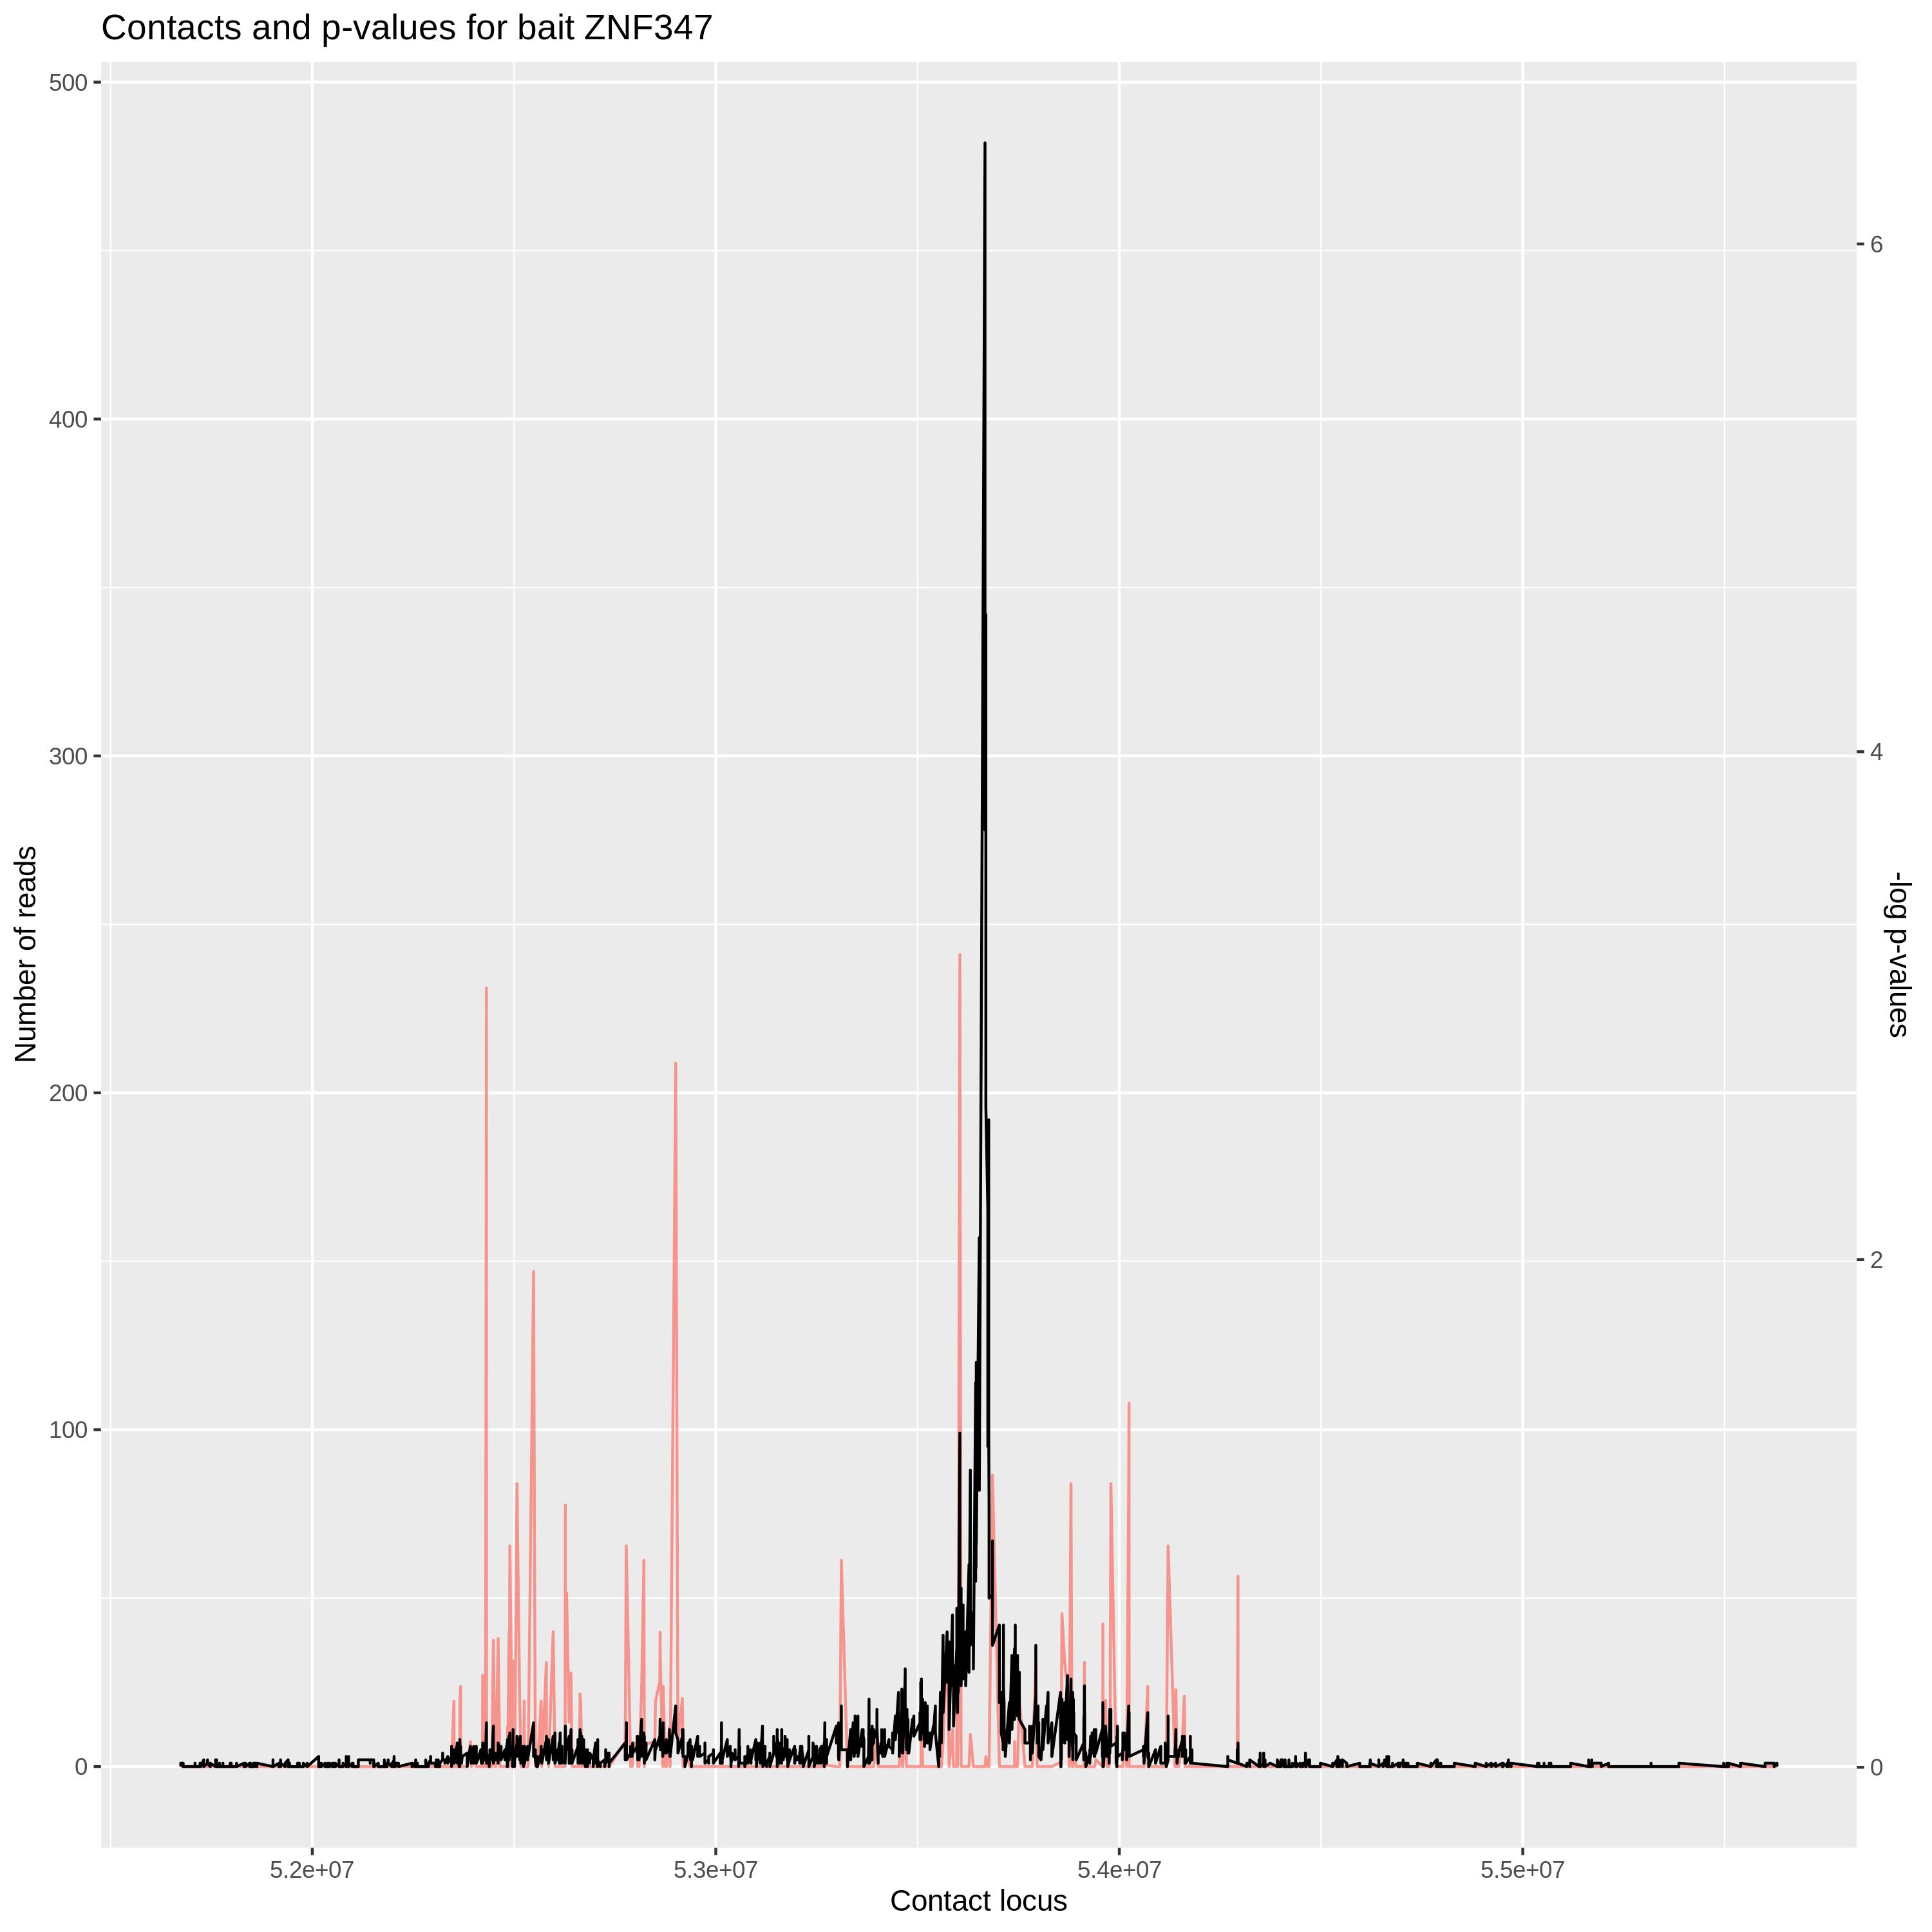 Contacts and p-values for bait ZNF347
500
400
300
200
100
0
Number of reads
6
4
2
0
-log p-values
5.2e+07 5.3e+07 5.4e+07 5.5e+07
Contact locus